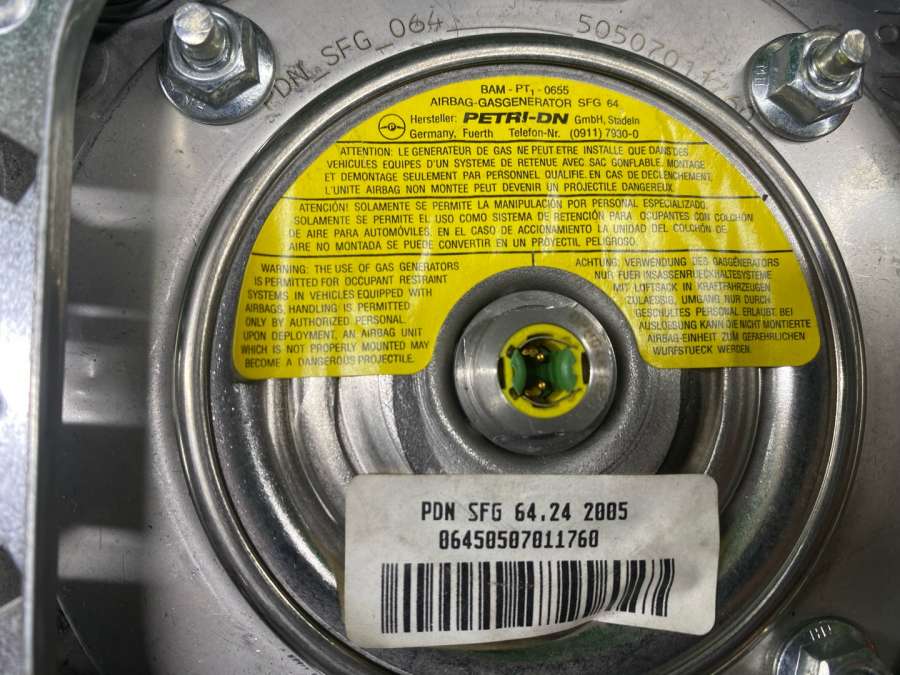 PDN_SFG_064
5050701
BAM - PT₁ - 0655
AIRBAG-GASGENERATOR SFG 64
Hersteller: PETRI-DN GmbH, Stadeln
Germany, Fuerth Telefon-Nr. (0911) 7930-0
ATTENTION: LE GENERATEUR DE GAS NE PEUT ETRE INSTALLE QUE DANS DES
VEHICULES EQUIPES D'UN SYSTEME DE RETENUE AVEC SAC GONFLABLE. MONTAGE
ET DEMONTAGE SEULEMENT PAR PERSONNEL QUALIFIE. EN CAS DE DECLENCHEMENT
L'UNITE AIRBAG NON MONTEE PEUT DEVENIR UN PROJECTILE DANGEREUX.
ATENCIÓN! SOLAMENTE SE PERMITE LA MANIPULACIÓN POR PERSONAL ESPECIALIZADO.
SOLAMENTE SE PERMITE EL USO COMO SISTEMA DE RETENCIÓN PARA OCUPANTES CON COLCHÓN
DE AIRE PARA AUTOMÓVILES. EN EL CASO DE ACCIONAMIENTO LA UNIDAD DEL COLCHÓN DE
AIRE NO MONTADA SE PUEDE CONVERTIR EN UN PROYECTIL PELIGROSO.
WARNING: THE USE OF GAS GENERATORS
IS PERMITTED FOR OCCUPANT RESTRAINT
SYSTEMS IN VEHICLES EQUIPPED WITH
AIRBAGS, HANDLING IS PERMITTED
ONLY BY AUTHORIZED PERSONAL.
UPON DEPLOYMENT, AN AIRBAG UNIT
WHICH IS NOT PROPERLY MOUNTED MAY
BECOME A DANGEROUS PROJECTILE.
ACHTUNG: VERWENDUNG DES GASGENERATORS
NUR FUER INSASSENRUECKHALTESYSTEME
MIT LUFTSACK IN KRAFTFAHRZEUGEN
ZULAESSIG, UMGANG NUR DURCH
GESCHULTES PERSONAL ERLAUBT. BEI
AUSLOESUNG KANN DIE NICHT MONTIERTE
AIRBAG-EINHEIT ZUM GEFAEHRLICHEN
WURFSTUECK WERDEN.
PDN SFG 64.24 2005
06450507011760